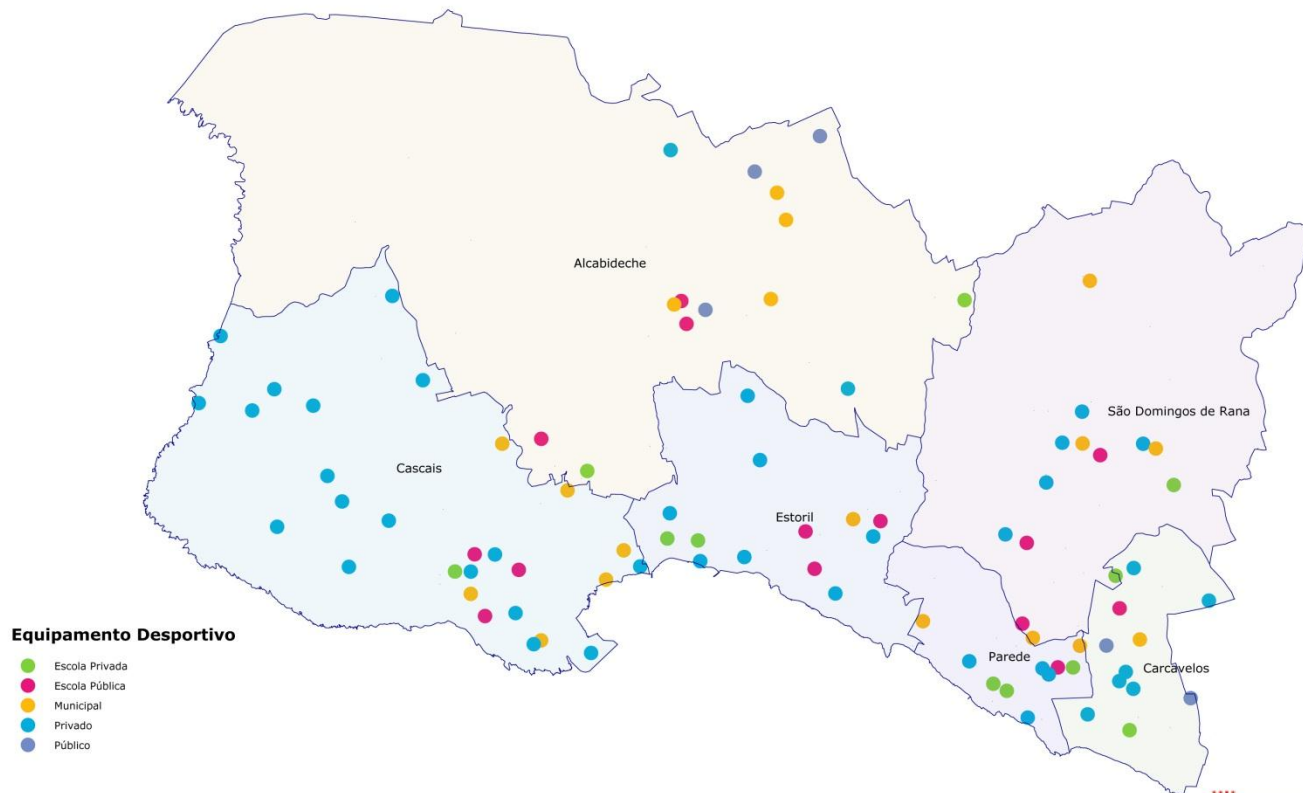 Alcabideche
São Domingos de Rana
Cascais
Estoril
Parede
Carcavelos
Equipamento Desportivo
Escola Privada
Escola Pública
Municipal
Privado
Público